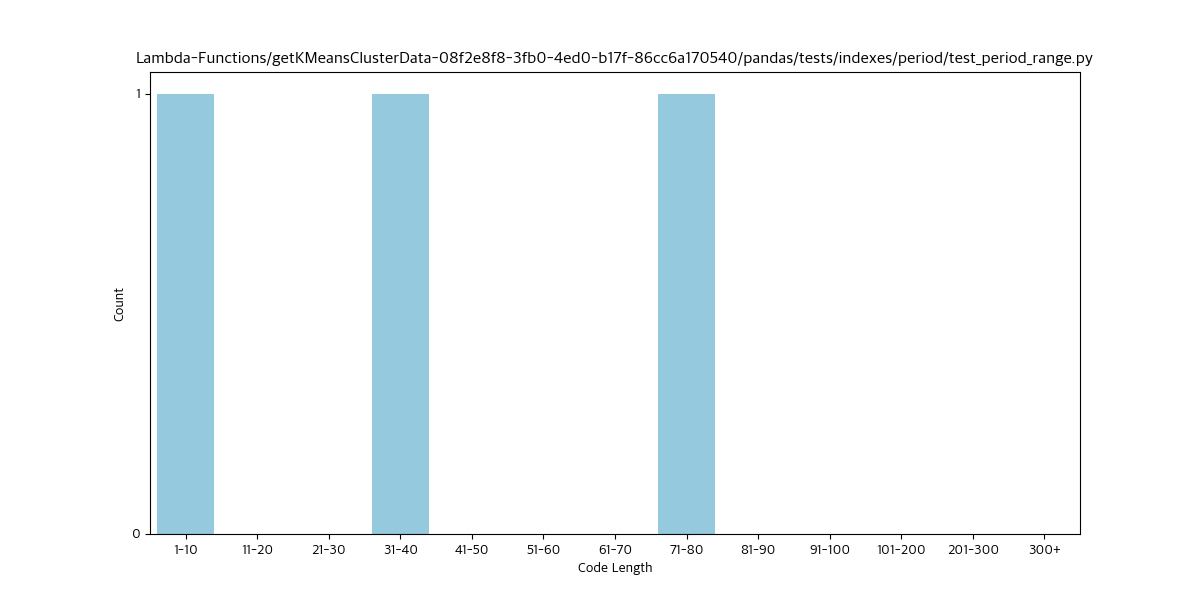 Lambda-Functions/getKMeansClusterData-08f2e8f8-3fb0-4ed0-b17f-86cc6a170540/pandas/tests/indexes/period/test_period_range.py
1
Count
0
1-10 11-20 21-30 31-40 41-50 51-60 61-70 71-80 81-90 91-100 101-200 201-300 300+
Code Length